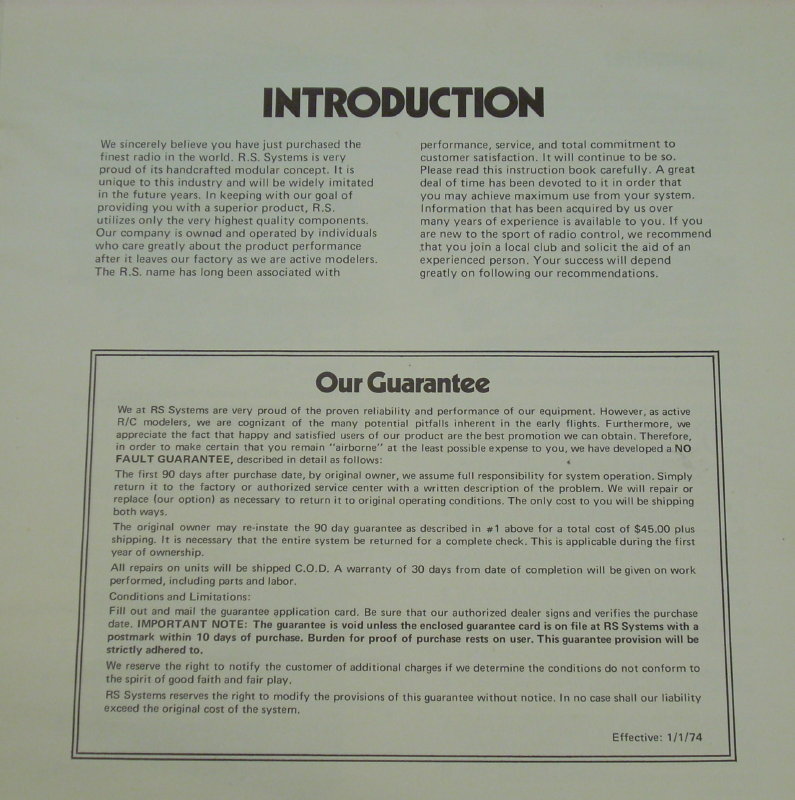 INTRODUCTION
We sincerely believe you have just purchased the
finest radio in the world. R.S. Systems is very
proud of its handcrafted modular concept. It is
unique to this industry and will be widely imitated
in the future years. In keeping with our goal of
providing you with a superior product, R.S.
utilizes only the very highest quality components.
Our company is owned and operated by individuals
who care greatly about the product performance
after it leaves our factory as we are active modelers.
The R.S. name has long been associated with
performance, service, and total commitment to
customer satisfaction. It will continue to be so.
Please read this instruction book carefully. A great
deal of time has been devoted to it in order that
you may achieve maximum use from your system.
Information that has been acquired by us over
many years of experience is available to you. If you
are new to the sport of radio control, we recommend
that you join a local club and solicit the aid of an
experienced person. Your success will depend
greatly on following our recommendations.
Our Guarantee
We at RS Systems are very proud of the proven reliability and performance of our equipment. However, as active
R/C modelers, we are cognizant of the many potential pitfalls inherent in the early flights. Furthermore, we
appreciate the fact that happy and satisfied users of our product are the best promotion we can obtain. Therefore,
in order to make certain that you remain "airborne" at the least possible expense to you, we have developed a NO
FAULT GUARANTEE, described in detail as follows:
The first 90 days after purchase date, by original owner, we assume full responsibility for system operation. Simply
return it to the factory or authorized service center with a written description of the problem. We will repair or
replace (our option) as necessary to return it to original operating conditions. The only cost to you will be shipping
both ways.
The original owner may re-instate the 90 day guarantee as described in #1 above for a total cost of $45.00 plus
shipping. It is necessary that the entire system be returned for a complete check. This is applicable during the first
year of ownership.
All repairs on units will be shipped C.O.D. A warranty of 30 days from date of completion will be given on work
performed, including parts and labor.
Conditions and Limitations:
Fill out and mail the guarantee application card. Be sure that our authorized dealer signs and verifies the purchase
date. IMPORTANT NOTE: The guarantee is void unless the enclosed guarantee card is on file at RS Systems with a
postmark within 10 days of purchase. Burden for proof of purchase rests on user. This guarantee provision will be
strictly adhered to.
We reserve the right to notify the customer of additional charges if we determine the conditions do not conform to
the spirit of good faith and fair play.
RS Systems reserves the right to modify the provisions of this guarantee without notice. In no case shall our liability
exceed the original cost of the system.
Effective: 1/1/74